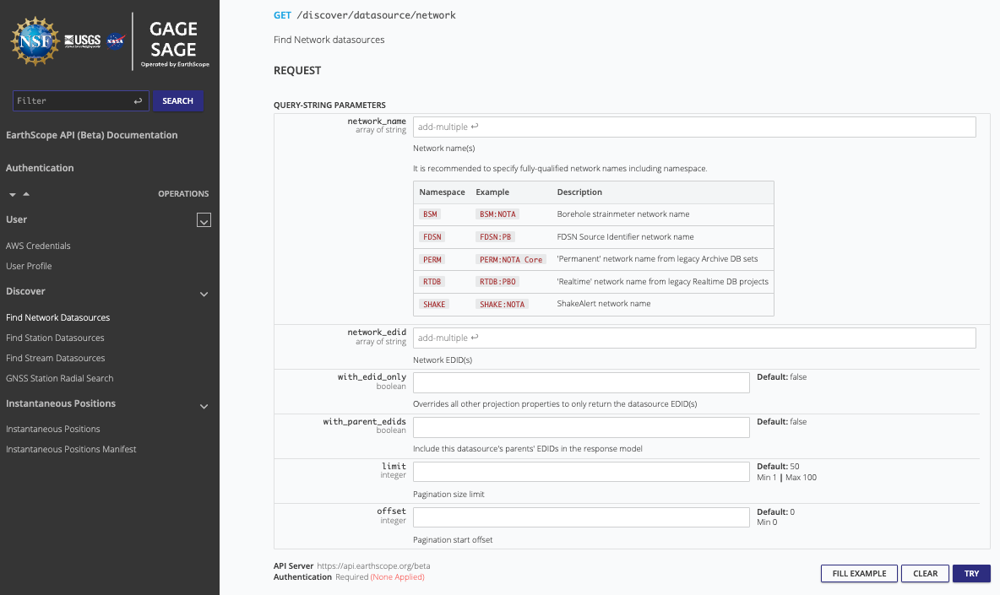 NSF
USGS
NASA
GAGE
SAGE
Operated by EarthScope
Filter
SEARCH
EarthScope API (Beta) Documentation
Authentication
OPERATIONS
User
AWS Credentials
User Profile
Discover
Find Network Datasources
Find Station Datasources
Find Stream Datasources
GNSS Station Radial Search
Instantaneous Positions
Instantaneous Positions
Instantaneous Positions Manifest
GET /discover/datasource/network
Find Network datasources
REQUEST
QUERY-STRING PARAMETERS
network_name
array of string
add-multiple ↩
Network name(s)
It is recommended to specify fully-qualified network names including namespace.
Namespace Example Description
BSM BSM:NOTA Borehole strainmeter network name
FDSN FDSN:PB FDSN Source Identifier network name
PERM PERM:NOTA Core 'Permanent' network name from legacy Archive DB sets
RTDB RTDB:PBO 'Realtime' network name from legacy Realtime DB projects
SHAKE SHAKE:NOTA ShakeAlert network name
network_edid
array of string
add-multiple ↩
Network EDID(s)
with_edid_only
boolean
Default: false
Overrides all other projection properties to only return the datasource EDID(s)
with_parent_edids
boolean
Default: false
Include this datasource's parents' EDIDs in the response model
limit
integer
Default: 50
Min 1 | Max 100
Pagination size limit
offset
integer
Default: 0
Min 0
Pagination start offset
API Server https://api.earthscope.org/beta
Authentication Required (None Applied)
FILL EXAMPLE
CLEAR
TRY